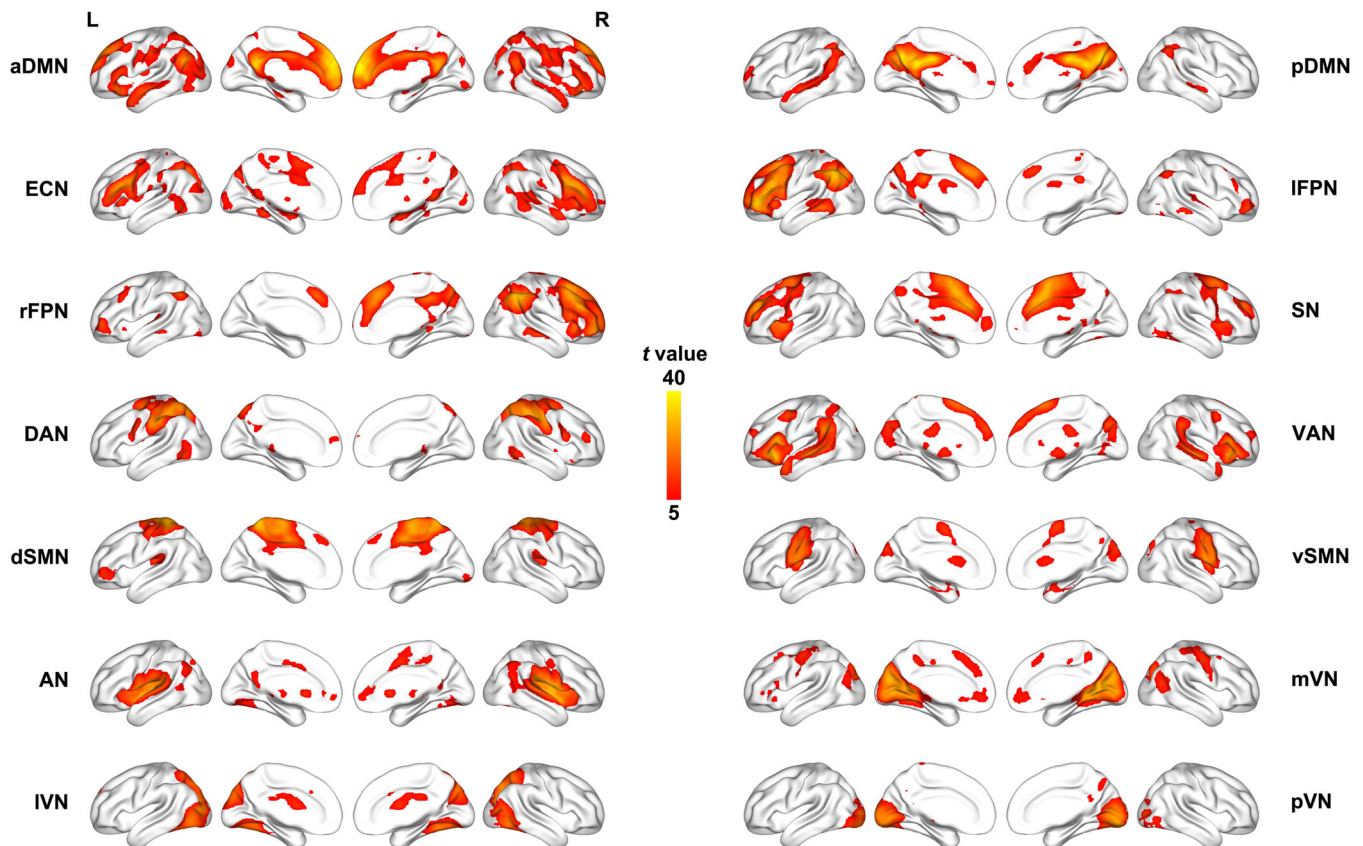 L R
aDMN pDMN
ECN lFPN
rFPN SN
t value
40
DAN VAN
5
dSMN vSMN
AN mVN
lVN pVN